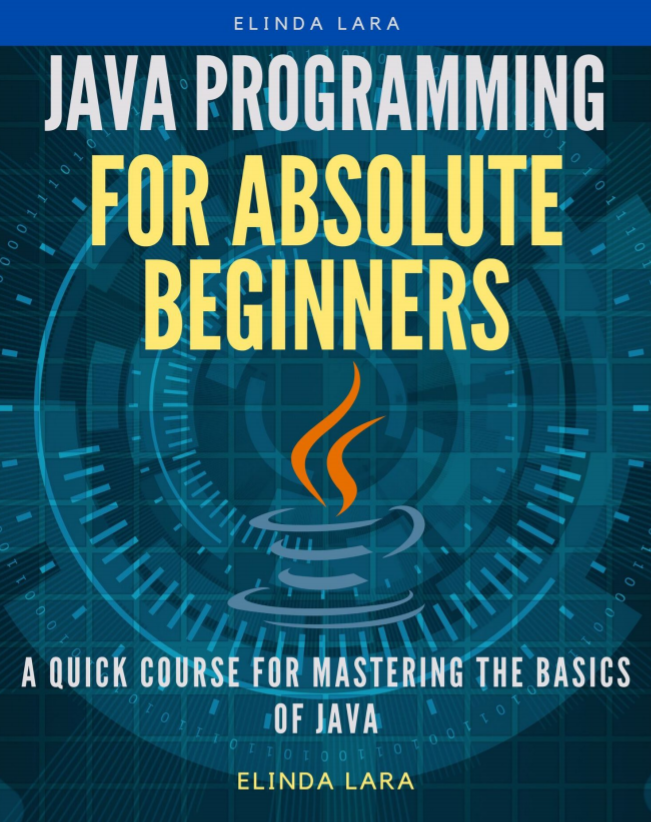 ELINDA LARA
JAVA PROGRAMMING
FOR ABSOLUTE
BEGINNERS
A QUICK COURSE FOR MASTERING THE BASICS
OF JAVA
ELINDA LARA